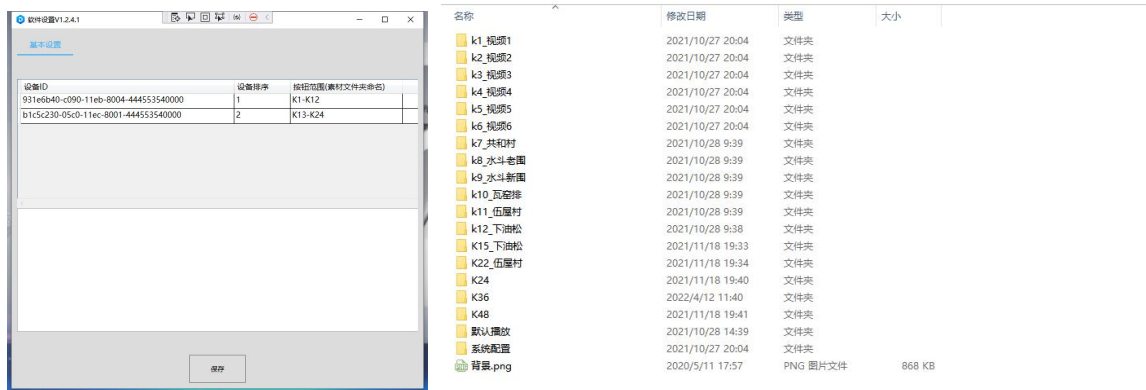 软件设置V1.2.4.1
基本设置
设备ID 设备排序 按钮范围(素材文件夹命名)
931e6b40-c090-11eb-8004-444553540000 1 K1-K12
b1c5c230-05c0-11ec-8001-444553540000 2 K13-K24
保存
名称 修改日期 类型 大小
k1_视频1 2021/10/27 20:04 文件夹
k2_视频2 2021/10/27 20:04 文件夹
k3_视频3 2021/10/27 20:04 文件夹
k4_视频4 2021/10/27 20:04 文件夹
k5_视频5 2021/10/27 20:04 文件夹
k6_视频6 2021/10/27 20:04 文件夹
k7_共和村 2021/10/28 9:39 文件夹
k8_水斗老围 2021/10/28 9:39 文件夹
k9_水斗新围 2021/10/28 9:39 文件夹
k10_瓦窑排 2021/10/28 9:39 文件夹
k11_伍屋村 2021/10/28 9:39 文件夹
k12_下油松 2021/10/28 9:38 文件夹
K15_下油松 2021/11/18 19:33 文件夹
K22_伍屋村 2021/11/18 19:34 文件夹
K24 2021/11/18 19:40 文件夹
K36 2022/4/12 11:40 文件夹
K48 2021/11/18 19:41 文件夹
默认播放 2021/10/28 14:39 文件夹
系统配置 2021/10/27 20:04 文件夹
背景.png 2020/5/11 17:57 PNG 图片文件 868 KB